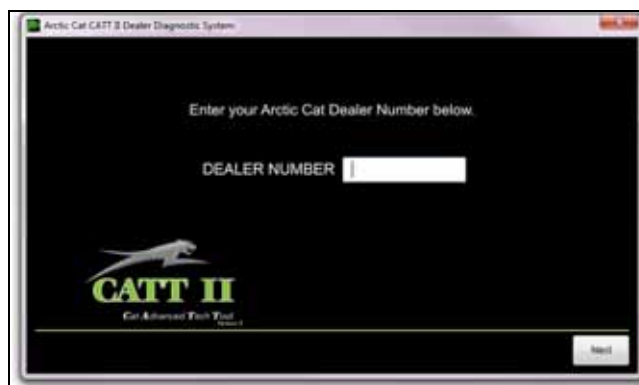 Arctic Cat CATT II Dealer Diagnostic System
Enter your Arctic Cat Dealer Number below.
DEALER NUMBER
CATT II
Cat Advanced Tech Tool
Next